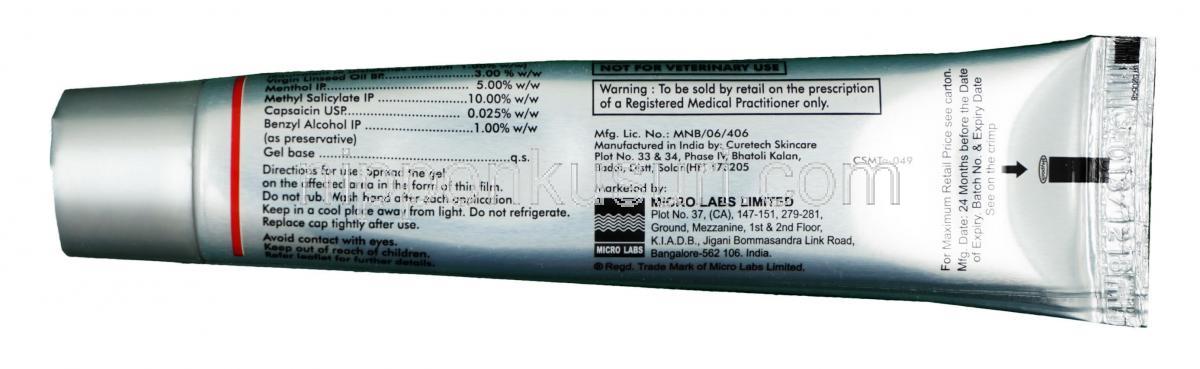 1.00% w/w
Virgin Linseed Oil BP..................3.00 % w/w
Menthol IP................................ 5.00% w/w
Methyl Salicylate IP ..................10.00% w/w
Capsaicin USP........................ 0.025% w/w
Benzyl Alcohol IP .....................1.00% w/w
(as preservative)
Gel base ....................................q.s.
Directions for use: Spread the gel
on the affected area in the form of thin film.
Do not rub. Wash hand after each application.
Keep in a cool place away from light. Do not refrigerate.
Replace cap tightly after use.
Avoid contact with eyes.
Keep out of reach of children.
Refer leaflet for further details.
NOT FOR VETERINARY USE
Warning : To be sold by retail on the prescription
of a Registered Medical Practitioner only.
Mfg. Lic. No.: MNB/06/406
Manufactured in India by: Curetech Skincare
Plot No. 33 & 34, Phase IV, Bhatoli Kalan,
Baddi, Distt. Solan (HP) 173205
Marketed by:
MICRO LABS LIMITED
Plot No. 37, (CA), 147-151, 279-281,
Ground, Mezzanine, 1st & 2nd Floor,
K.I.A.D.B., Jigani Bommasandra Link Road,
Bangalore-562 106. India.
MICRO LABS
® Regd. Trade Mark of Micro Labs Limited.
For Maximum Retail Price see carton.
Mfg. Date: 24 Months before the Date
of Expiry. Batch No. & Expiry Date
See on the crimp
nipponkusuri.com